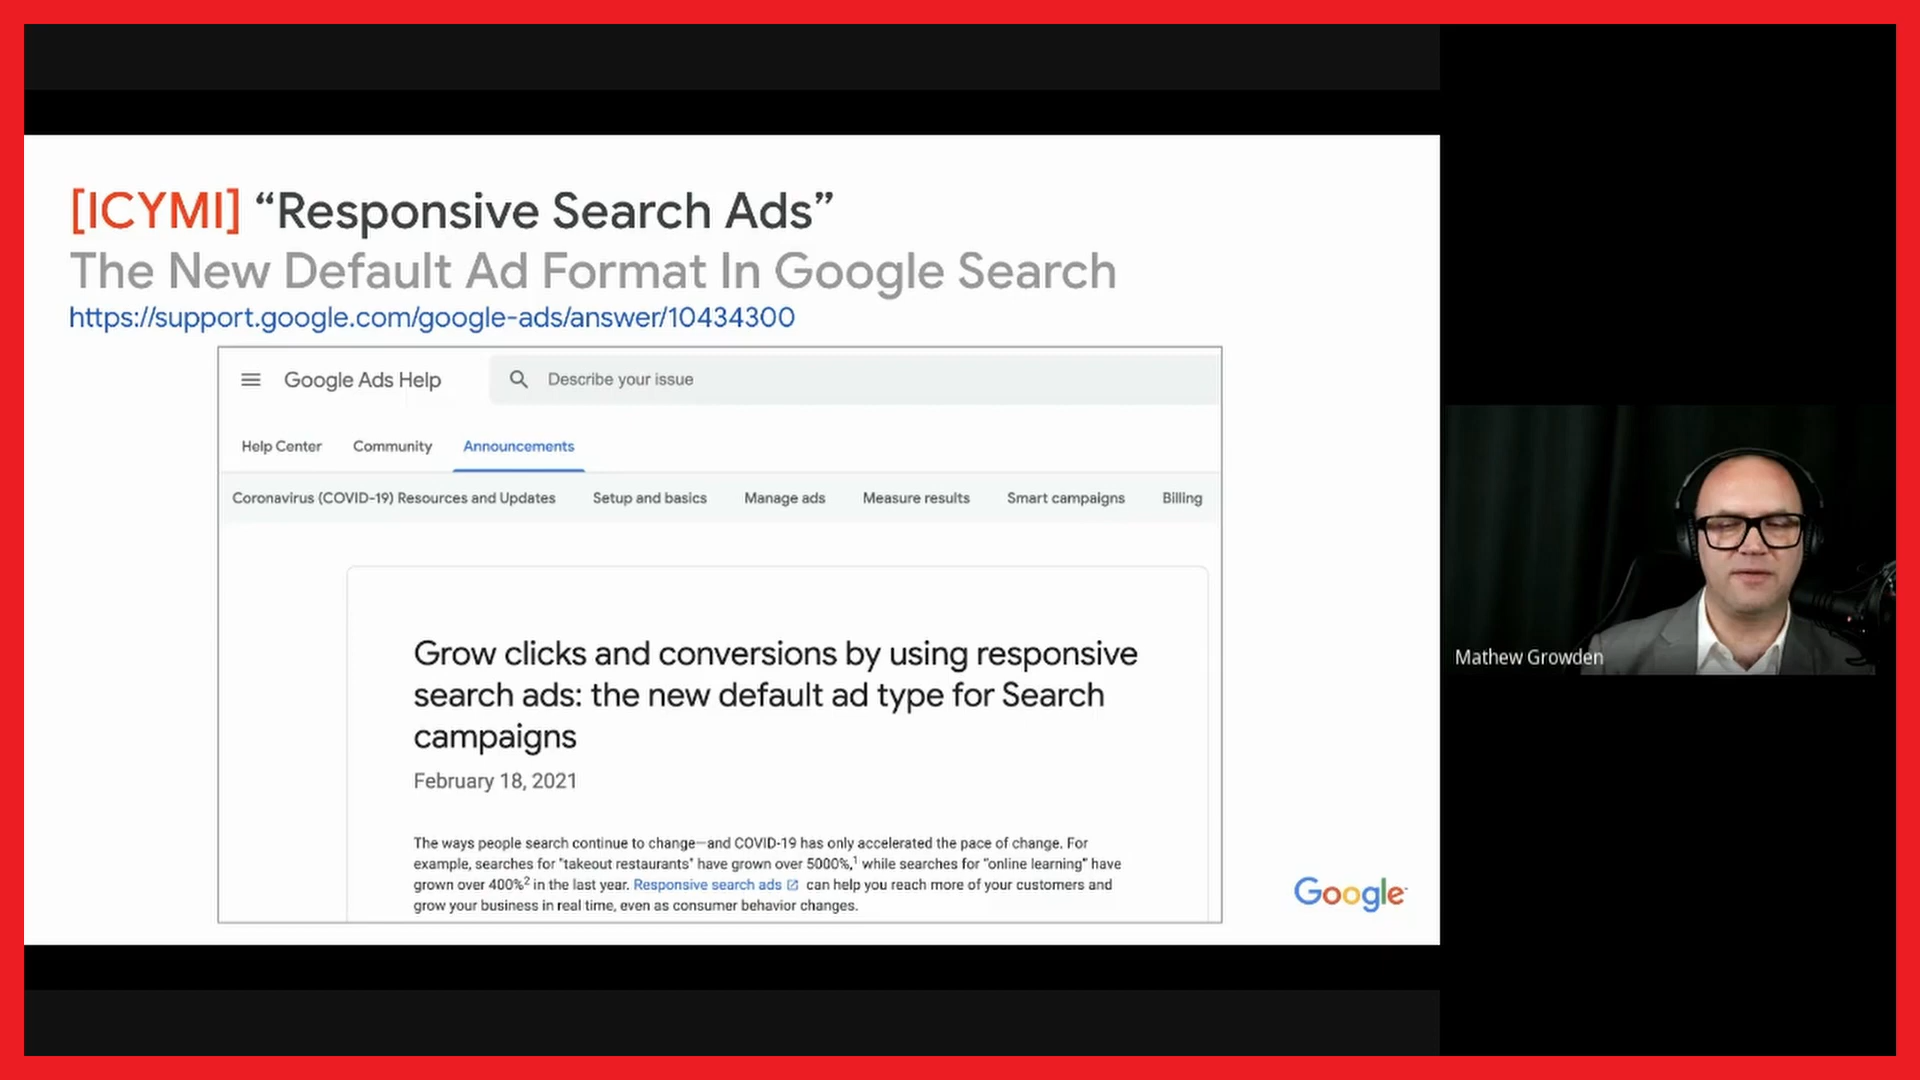 [ICYMI] “Responsive Search Ads”
The New Default Ad Format In Google Search
https://support.google.com/google-ads/answer/10434300
Google Ads Help
Describe your issue
Help Center Community Announcements
Coronavirus (COVID-19) Resources and Updates Setup and basics Manage ads Measure results Smart campaigns Billing
Grow clicks and conversions by using responsive
search ads: the new default ad type for Search
campaigns
February 18, 2021
The ways people search continue to change—and COVID-19 has only accelerated the pace of change. For
example, searches for "takeout restaurants" have grown over 5000%,¹ while searches for "online learning" have
grown over 400%² in the last year. Responsive search ads can help you reach more of your customers and
grow your business in real time, even as consumer behavior changes.
Google
Mathew Growden